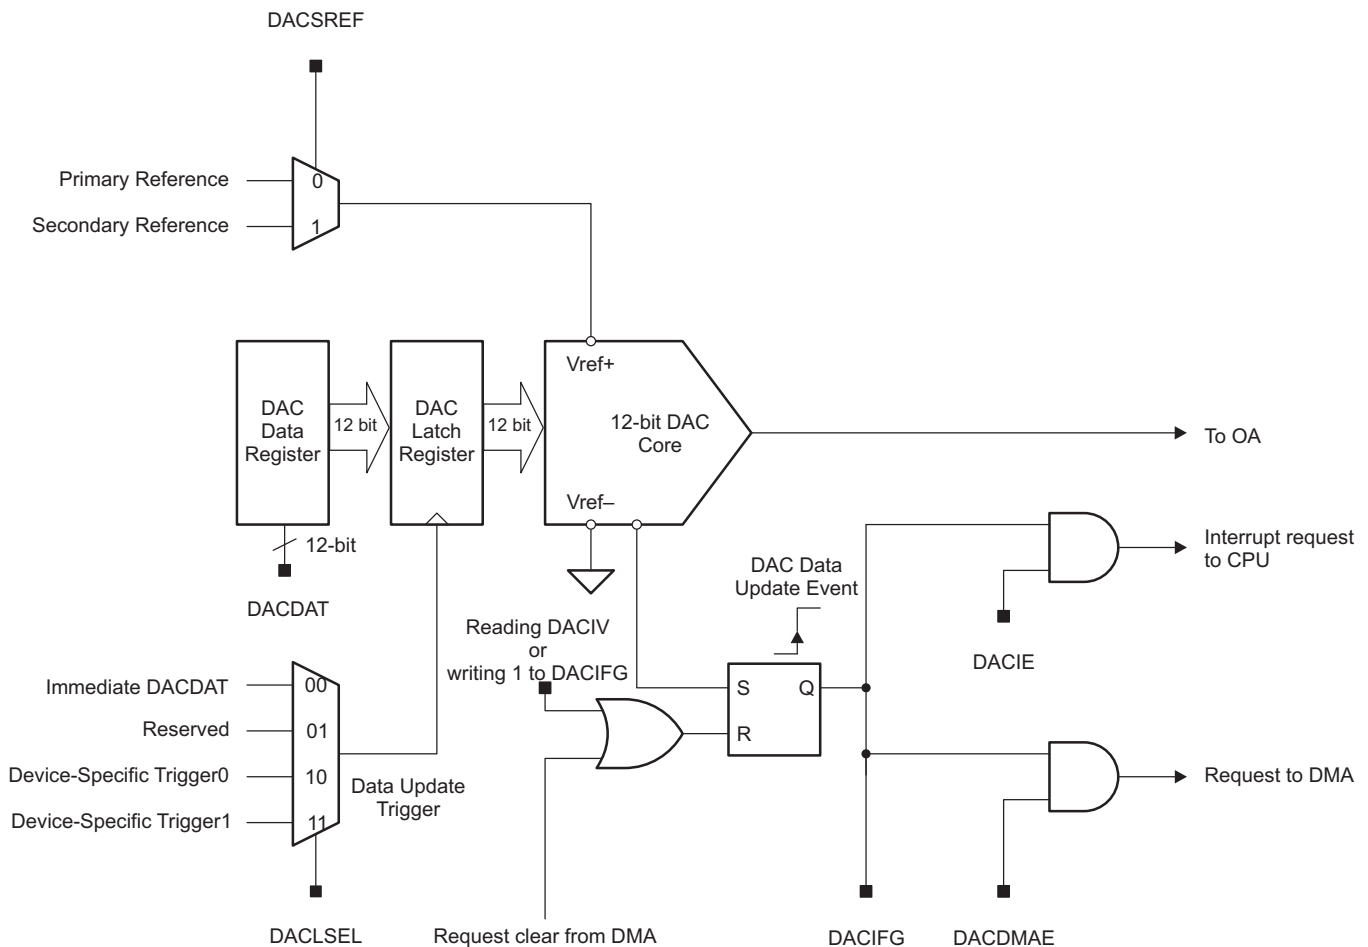 DACSREF
Primary Reference
0
Secondary Reference
1
Vref+
DAC
Data
Register
12 bit
DAC
Latch
Register
12 bit
12-bit DAC
Core
To OA
Vref–
12-bit
DACDAT
Interrupt request
to CPU
DAC Data
Update Event
Reading DACIV
or
writing 1 to DACIFG
DACIE
Immediate DACDAT
00
S
Q
Reserved
01
R
Device-Specific Trigger0
10
Data Update
Trigger
Request to DMA
Device-Specific Trigger1
11
DACLSEL
Request clear from DMA
DACIFG
DACDMAE